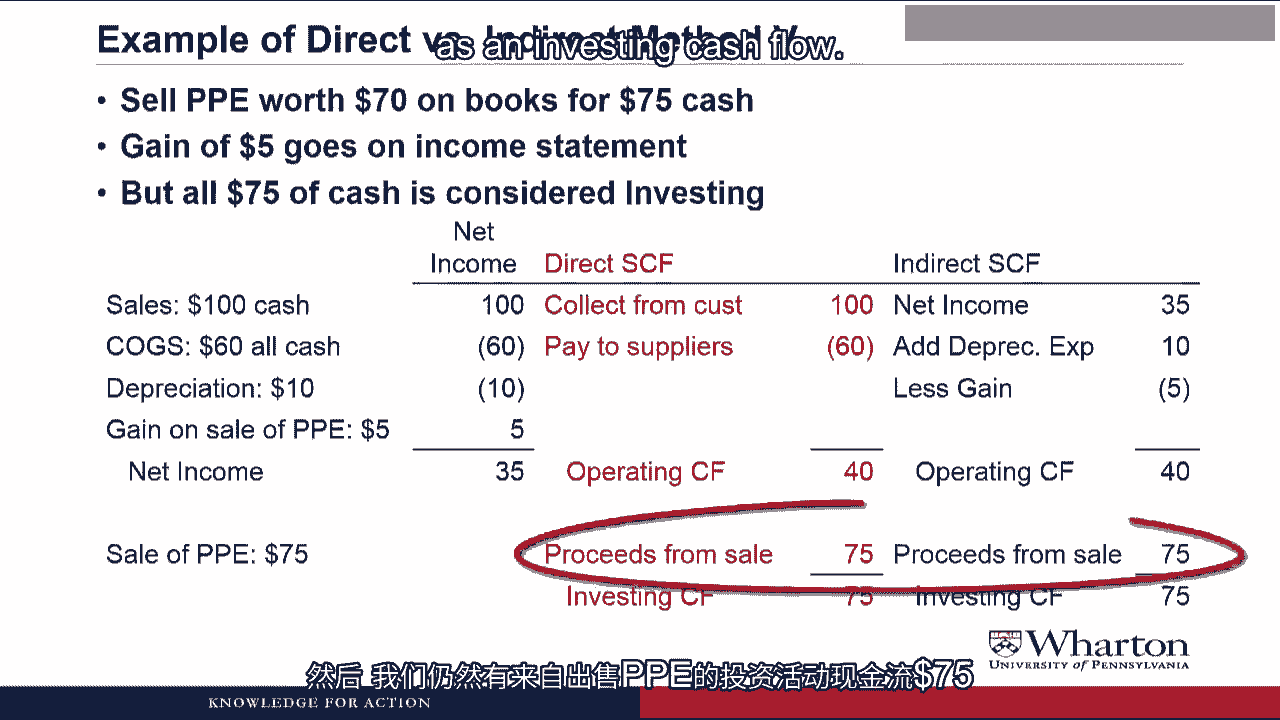 Example of Direct vs. Indirect Method V
as an investing cash flow.
• Sell PPE worth $70 on books for $75 cash
• Gain of $5 goes on income statement
• But all $75 of cash is considered Investing
Net
Income Direct SCF Indirect SCF
Sales: $100 cash 100 Collect from cust 100 Net Income 35
COGS: $60 all cash (60) Pay to suppliers (60) Add Deprec. Exp 10
Depreciation: $10 (10) Less Gain (5)
Gain on sale of PPE: $5 5
Net Income 35 Operating CF 40 Operating CF 40
Sale of PPE: $75 Proceeds from sale 75 Proceeds from sale 75
Investing CF 75 Investing CF 75
Wharton
UNIVERSITY of PENNSYLVANIA
然后 我们仍然有来自出售PPE的投资活动现金流$75
KNOWLEDGE FOR ACTION